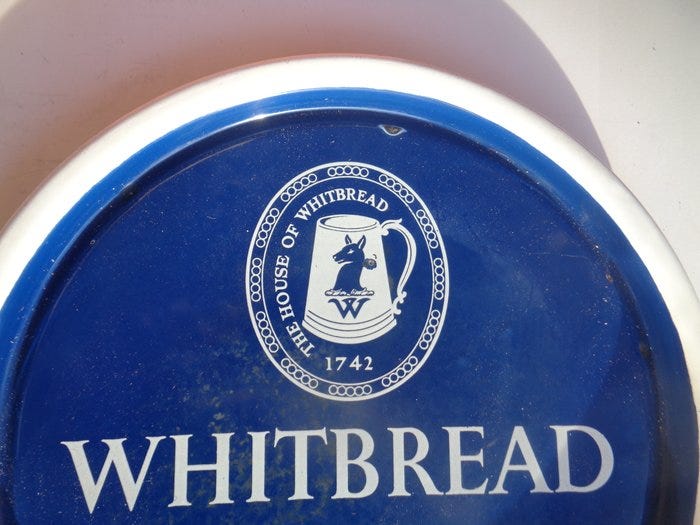 THE HOUSE OF WHITBREAD
W
1742
WHITBREAD